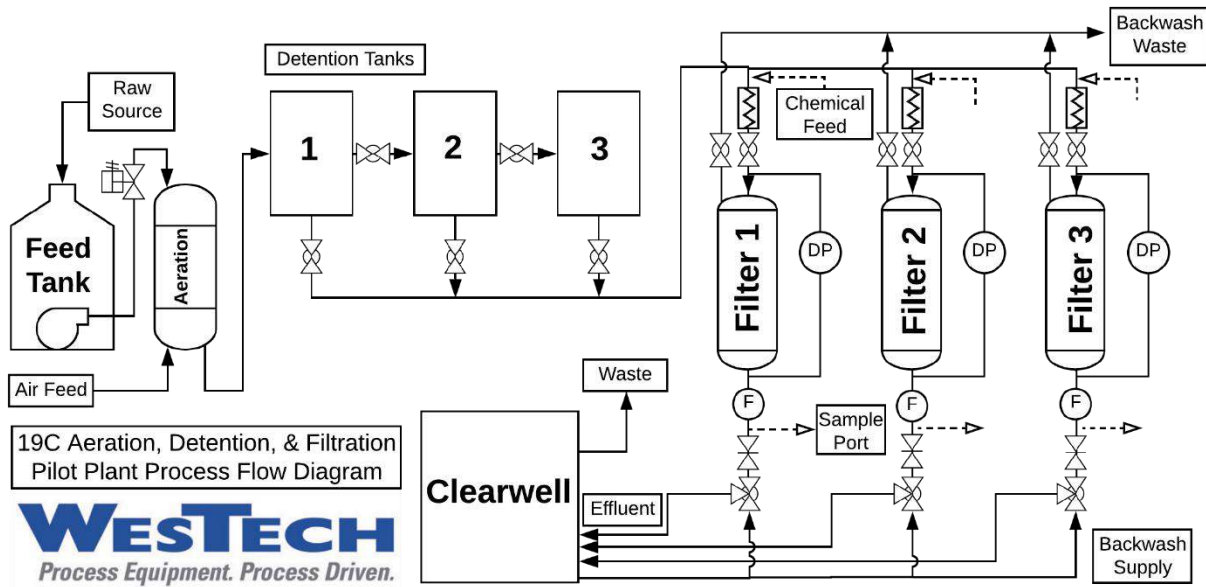 Backwash
Waste
Detention Tanks
Raw
Source
Chemical
Feed
1
2
3
Feed
Tank
Aeration
Filter 1
DP
Filter 2
DP
Filter 3
DP
Air Feed
Waste
F
F
F
Sample
Port
19C Aeration, Detention, & Filtration
Pilot Plant Process Flow Diagram
Clearwell
Effluent
WESTECH
Process Equipment. Process Driven.
Backwash
Supply